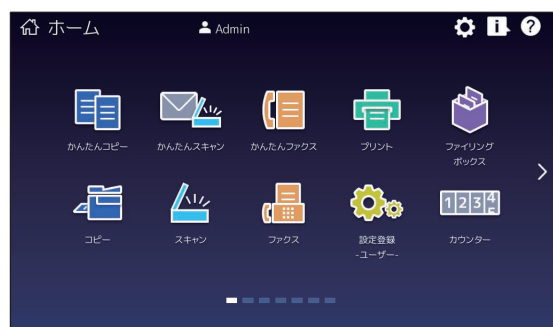 ホーム
Admin
かんたんコピー
かんたんスキャン
かんたんファクス
プリント
ファイリング
ボックス
コピー
スキャン
ファクス
設定登録
-ユーザー-
1234
カウンター